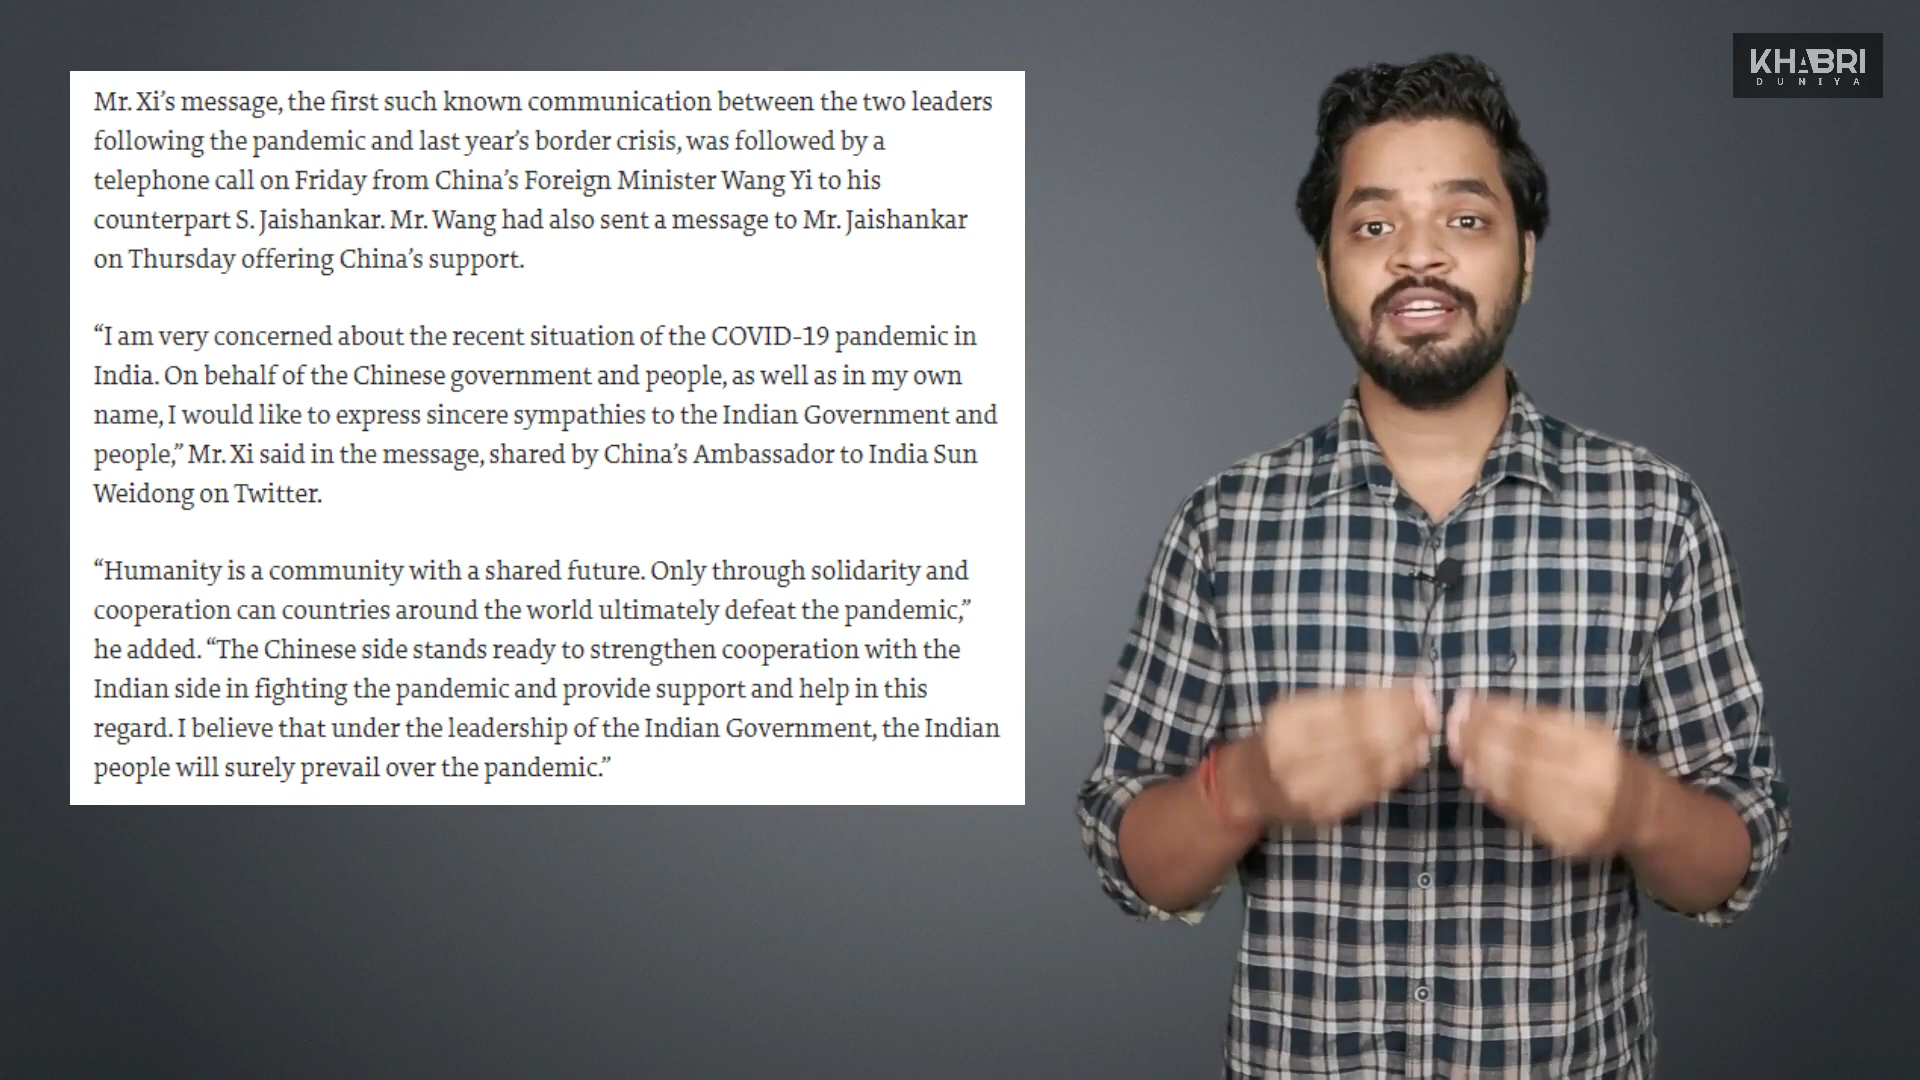 Mr. Xi’s message, the first such known communication between the two leaders
following the pandemic and last year’s border crisis, was followed by a
telephone call on Friday from China’s Foreign Minister Wang Yi to his
counterpart S. Jaishankar. Mr. Wang had also sent a message to Mr. Jaishankar
on Thursday offering China’s support.
“I am very concerned about the recent situation of the COVID-19 pandemic in
India. On behalf of the Chinese government and people, as well as in my own
name, I would like to express sincere sympathies to the Indian Government and
people,” Mr. Xi said in the message, shared by China’s Ambassador to India Sun
Weidong on Twitter.
“Humanity is a community with a shared future. Only through solidarity and
cooperation can countries around the world ultimately defeat the pandemic,”
he added. “The Chinese side stands ready to strengthen cooperation with the
Indian side in fighting the pandemic and provide support and help in this
regard. I believe that under the leadership of the Indian Government, the Indian
people will surely prevail over the pandemic.”
KHABRI
DUNIYA